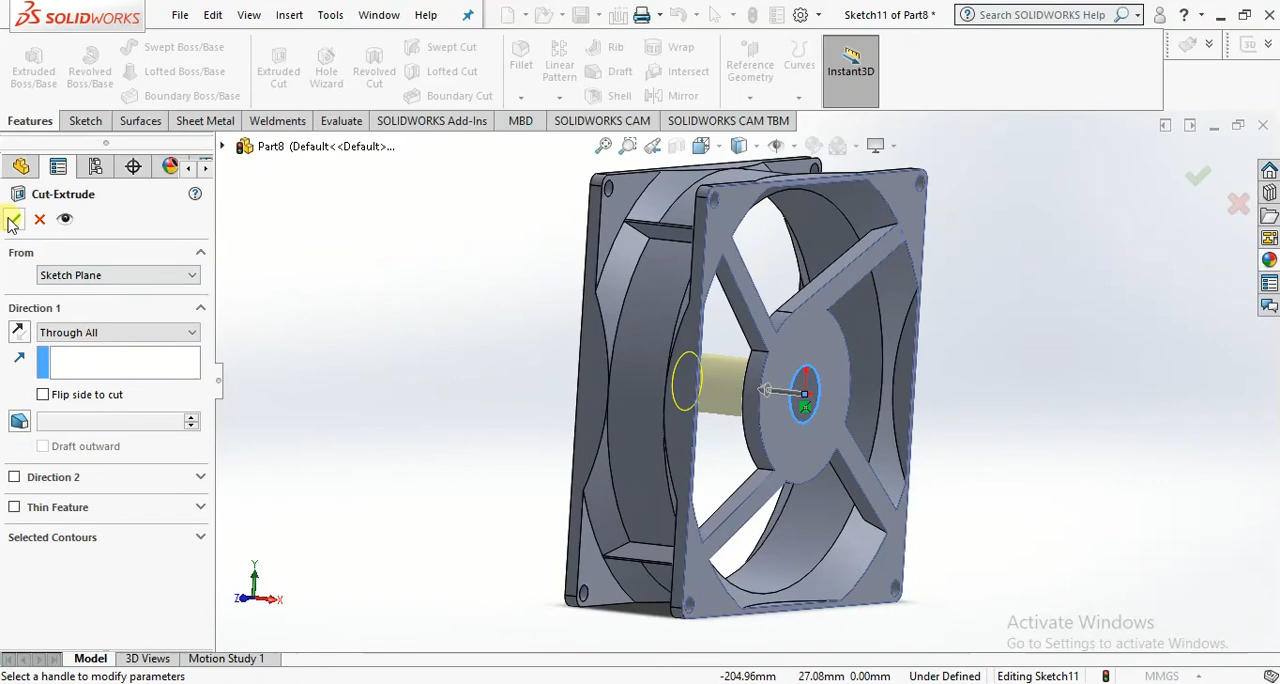 SOLIDWORKS
File Edit View Insert Tools Window Help
Sketch11 of Part8 *
Search SOLIDWORKS Help
Extruded Boss/Base
Revolved Boss/Base
Swept Boss/Base
Lofted Boss/Base
Boundary Boss/Base
Extruded Cut
Hole Wizard
Revolved Cut
Swept Cut
Lofted Cut
Boundary Cut
Fillet
Linear Pattern
Rib
Draft
Shell
Wrap
Intersect
Mirror
Reference Geometry
Curves
Instant3D
3D
Features Sketch Surfaces Sheet Metal Weldments Evaluate SOLIDWORKS Add-Ins MBD SOLIDWORKS CAM SOLIDWORKS CAM TBM
Part8 (Default<<Default>...
Cut-Extrude
From
Sketch Plane
Direction 1
Through All
Flip side to cut
Draft outward
Direction 2
Thin Feature
Selected Contours
Y
Z X
Activate Windows
Go to Settings to activate Windows.
Model 3D Views Motion Study 1
Select a handle to modify parameters
-204.96mm 27.08mm 0.00mm Under Defined Editing Sketch11 MMGS